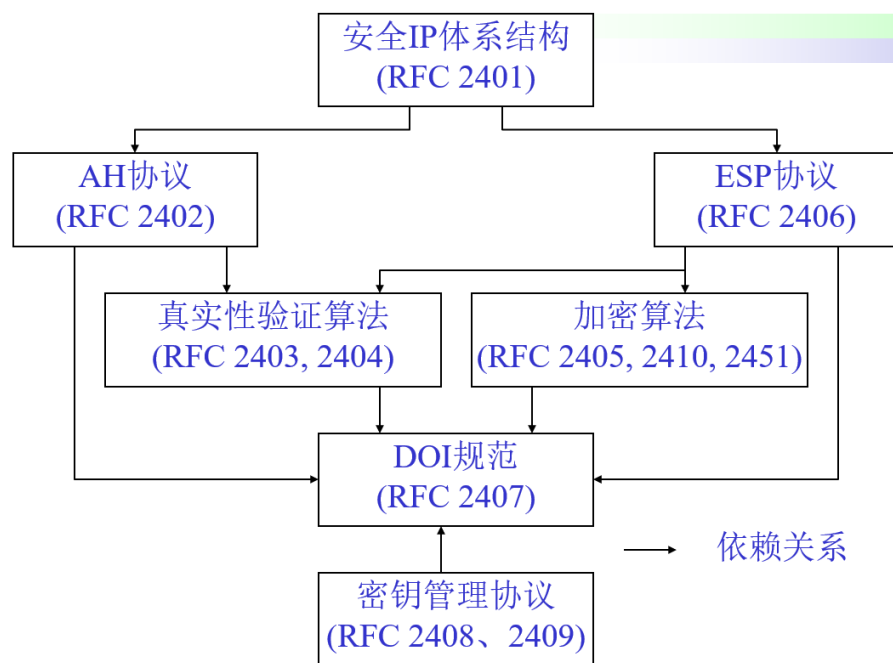 安全IP体系结构
(RFC 2401)
AH协议
(RFC 2402)
ESP协议
(RFC 2406)
真实性验证算法
(RFC 2403, 2404)
加密算法
(RFC 2405, 2410, 2451)
DOI规范
(RFC 2407)
依赖关系
密钥管理协议
(RFC 2408、2409)